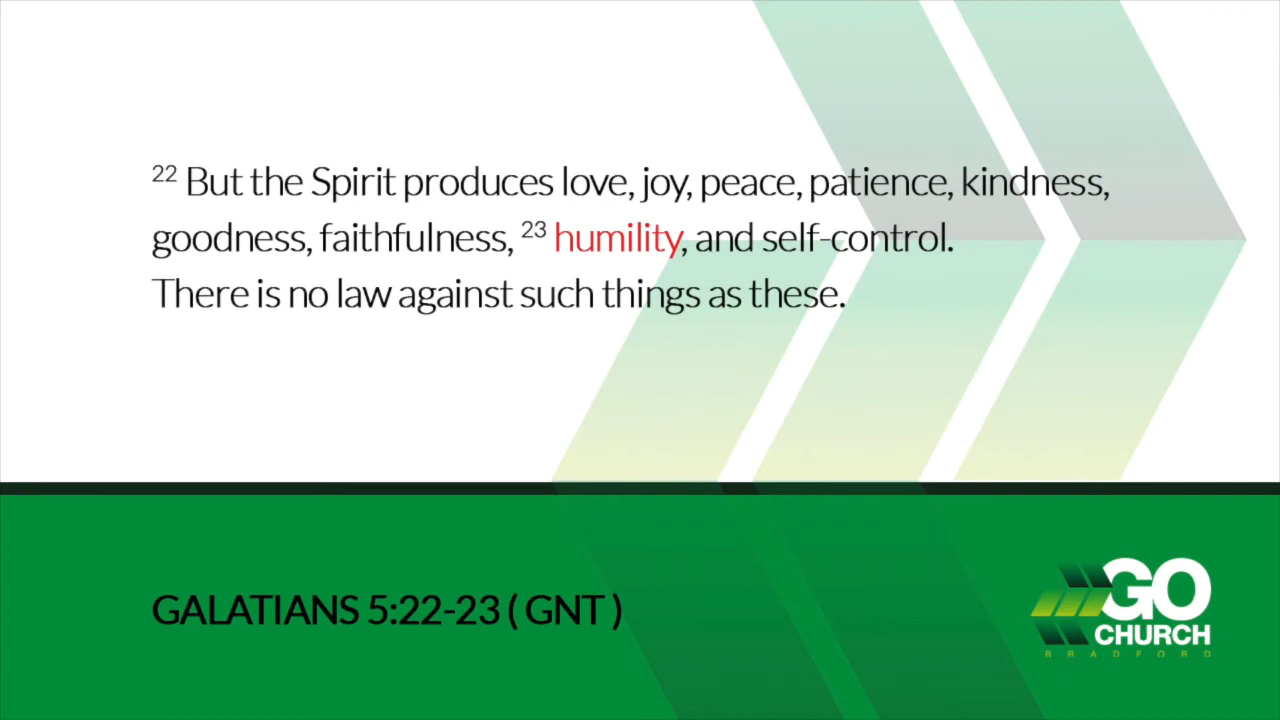 22 But the Spirit produces love, joy, peace, patience, kindness,
goodness, faithfulness, 23 humility, and self-control.
There is no law against such things as these.
GALATIANS 5:22-23 ( GNT )
GO
CHURCH
BRADFORD